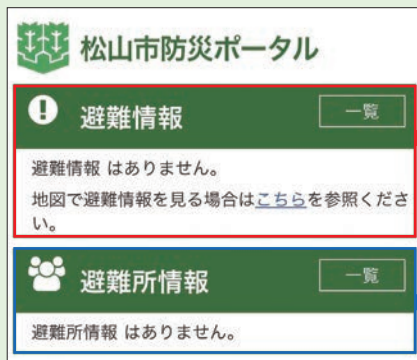 松山市防災ポータル
避難情報
一覧
避難情報 はありません。
地図で避難情報を見る場合はこちらを参照くださ
い。
避難所情報
一覧
避難所情報 はありません。